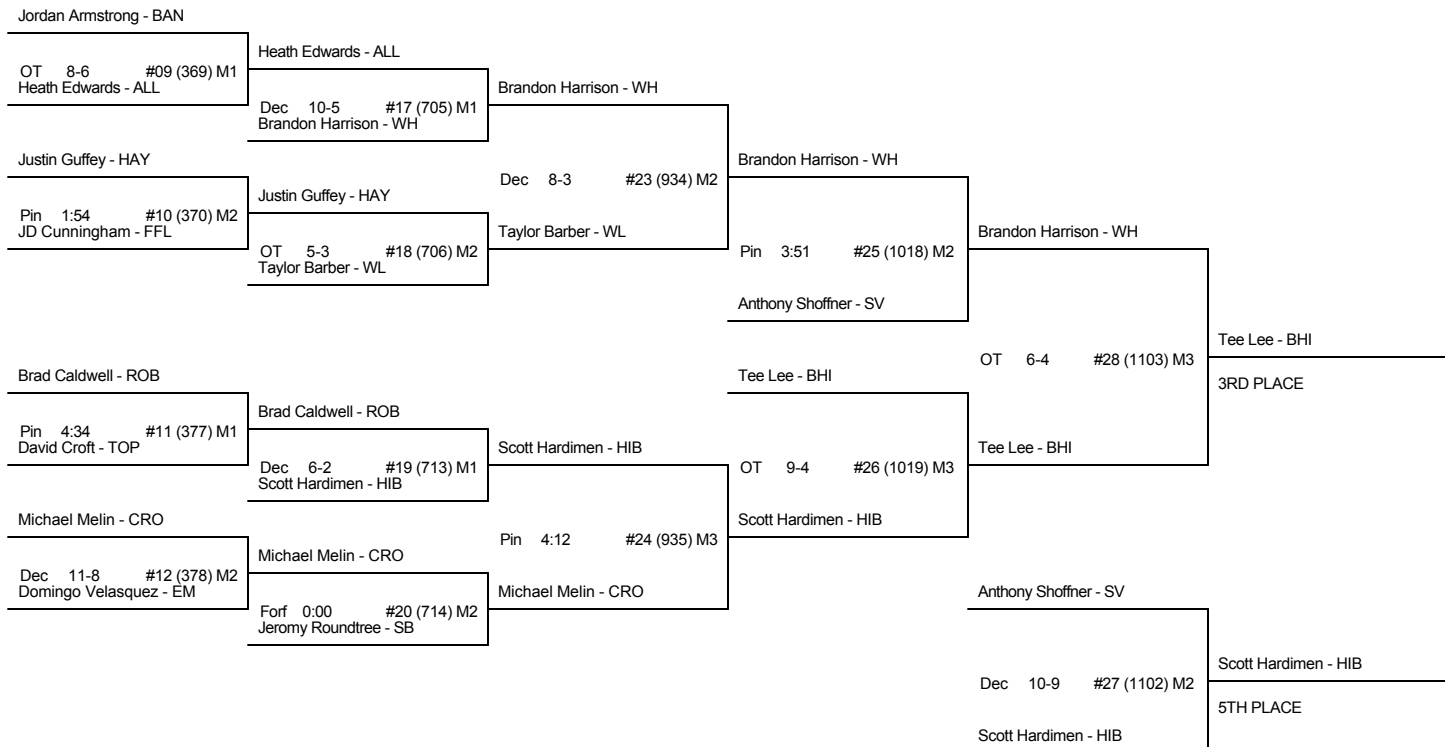 Jordan Armstrong - BAN
OT 8-6 #09 (369) M1
Heath Edwards - ALL
Justin Guffey - HAY
Pin 1:54 #10 (370) M2
JD Cunningham - FFL
Brad Caldwell - ROB
Pin 4:34 #11 (377) M1
David Croft - TOP
Michael Melin - CRO
Dec 11-8 #12 (378) M2
Domingo Velasquez - EM
Heath Edwards - ALL
Dec 10-5 #17 (705) M1
Brandon Harrison - WH
Justin Guffey - HAY
OT 5-3 #18 (706) M2
Taylor Barber - WL
Brad Caldwell - ROB
Dec 6-2 #19 (713) M1
Scott Hardimen - HIB
Michael Melin - CRO
Forf 0:00 #20 (714) M2
Jeromy Roundtree - SB
Brandon Harrison - WH
Dec 8-3 #23 (934) M2
Taylor Barber - WL
Scott Hardimen - HIB
Pin 4:12 #24 (935) M3
Michael Melin - CRO
Brandon Harrison - WH
Pin 3:51 #25 (1018) M2
Anthony Shoffner - SV
Tee Lee - BHI
OT 9-4 #26 (1019) M3
Scott Hardimen - HIB
Brandon Harrison - WH
OT 6-4 #28 (1103) M3
Tee Lee - BHI
Tee Lee - BHI
3RD PLACE
Anthony Shoffner - SV
Dec 10-9 #27 (1102) M2
Scott Hardimen - HIB
Scott Hardimen - HIB
5TH PLACE